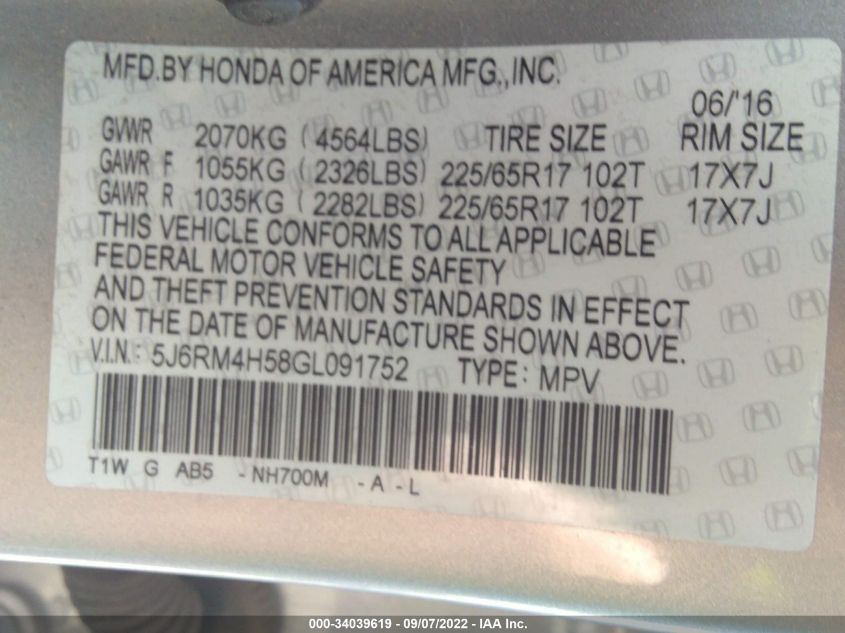 MFD.BY HONDA OF AMERICA MFG.,INC.
06/'16
GVWR 2070KG (4564LBS) TIRE SIZE RIM SIZE
GAWR F 1055KG (2326LBS) 225/65R17 102T 17X7J
GAWR R 1035KG (2282LBS) 225/65R17 102T 17X7J
THIS VEHICLE CONFORMS TO ALL APPLICABLE
FEDERAL MOTOR VEHICLE SAFETY
AND THEFT PREVENTION STANDARDS IN EFFECT
ON THE DATE OF MANUFACTURE SHOWN ABOVE.
V.I.N.: 5J6RM4H58GL091752 TYPE: MPV
T1W G AB5 -NH700M -A -L
000-34039619 - 09/07/2022 - IAA Inc.